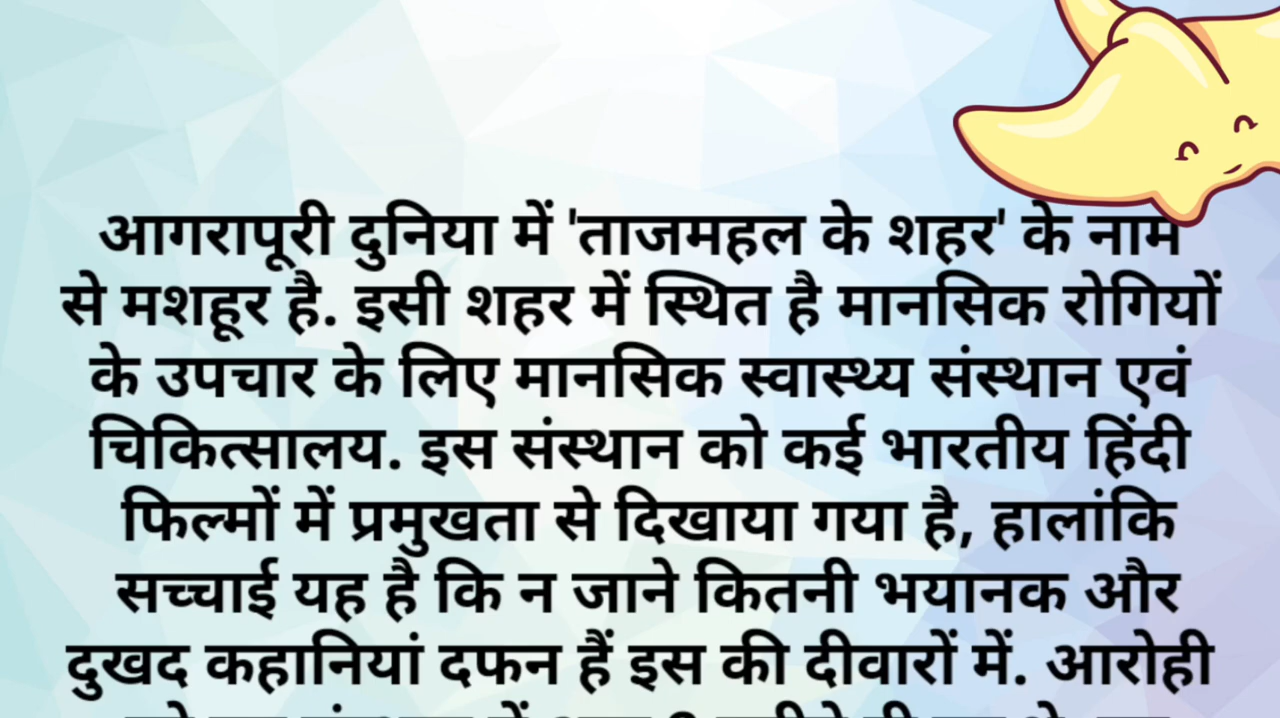 आगरापूरी दुनिया में 'ताजमहल के शहर' के नाम
से मशहूर है. इसी शहर में स्थित है मानसिक रोगियों
के उपचार के लिए मानसिक स्वास्थ्य संस्थान एवं
चिकित्सालय. इस संस्थान को कई भारतीय हिंदी
फिल्मों में प्रमुखता से दिखाया गया है, हालांकि
सच्चाई यह है कि न जाने कितनी भयानक और
दुखद कहानियां दफन हैं इस की दीवारों में. आरोही